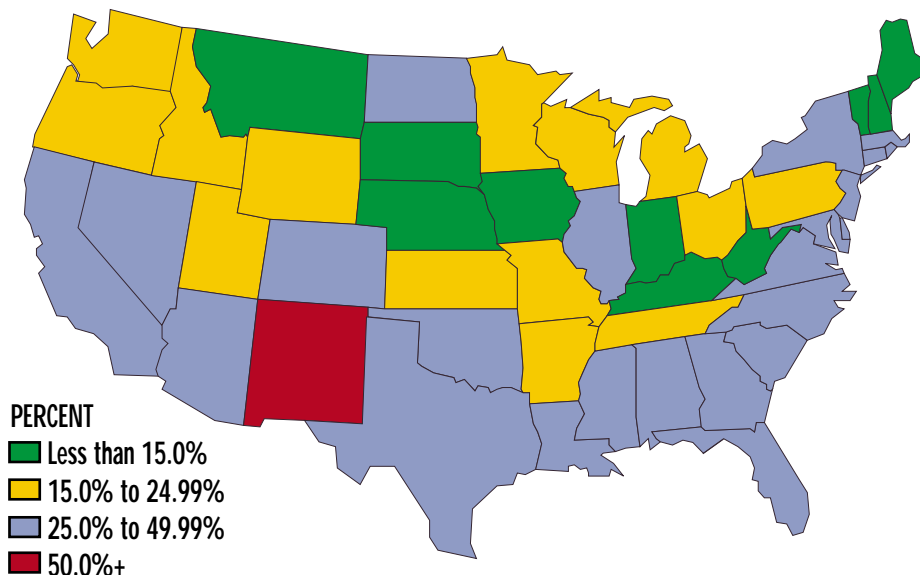 PERCENT
Less than 15.0%
15.0% to 24.99%
25.0% to 49.99%
50.0%+